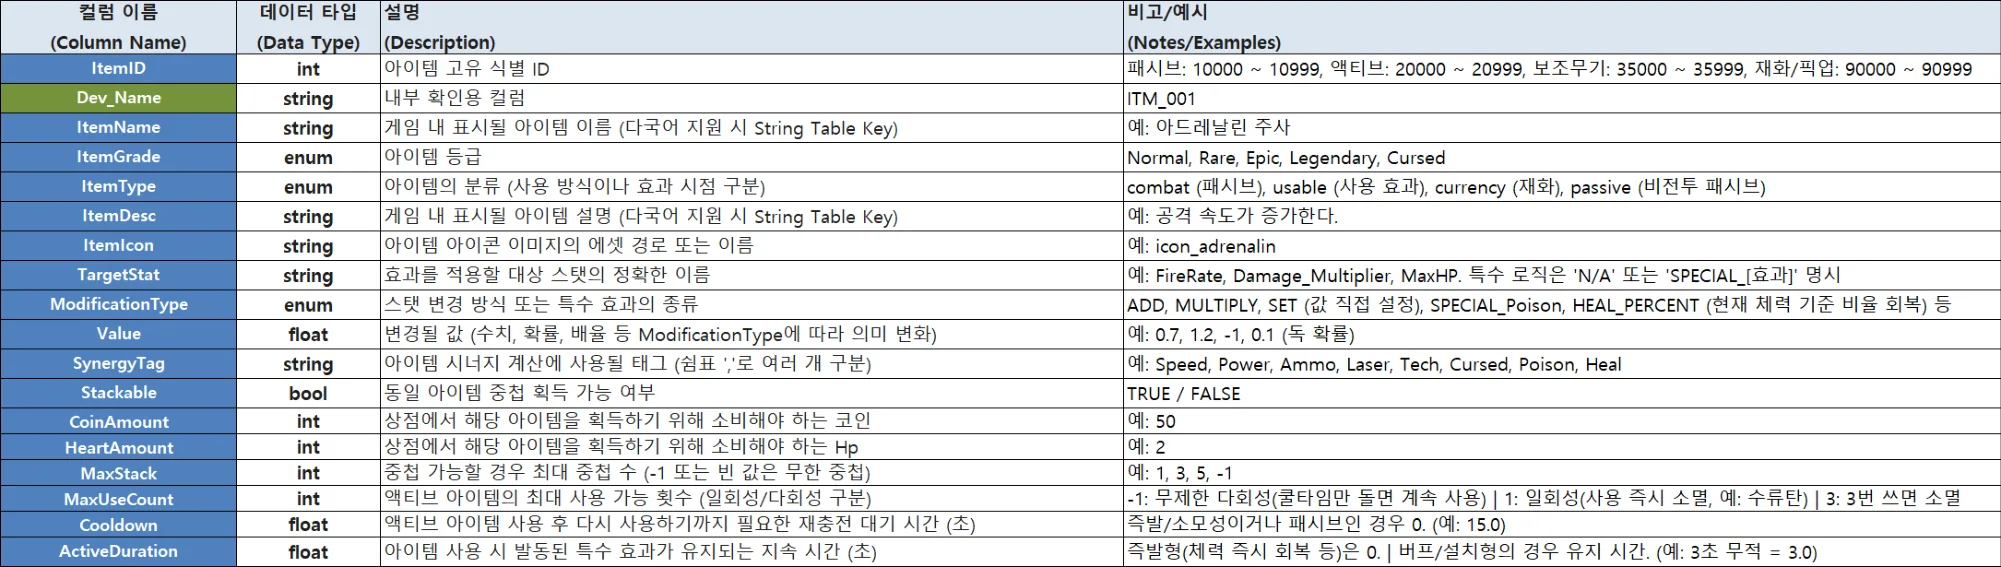 컬럼 이름 데이터 타입 설명 비고/예시
(Column Name) (Data Type) (Description) (Notes/Examples)
ItemID int 아이템 고유 식별 ID 패시브: 10000 ~ 10999, 액티브: 20000 ~ 20999, 보조무기: 35000 ~ 35999, 재화/픽업: 90000 ~ 90999
Dev_Name string 내부 확인용 컬럼 ITM_001
ItemName string 게임 내 표시될 아이템 이름 (다국어 지원 시 String Table Key) 예: 아드레날린 주사
ItemGrade enum 아이템 등급 Normal, Rare, Epic, Legendary, Cursed
ItemType enum 아이템의 분류 (사용 방식이나 효과 시점 구분) combat (패시브), usable (사용 효과), currency (재화), passive (비전투 패시브)
ItemDesc string 게임 내 표시될 아이템 설명 (다국어 지원 시 String Table Key) 예: 공격 속도가 증가한다.
ItemIcon string 아이템 아이콘 이미지의 에셋 경로 또는 이름 예: icon_adrenalin
TargetStat string 효과를 적용할 대상 스탯의 정확한 이름 예: FireRate, Damage_Multiplier, MaxHP. 특수 로직은 'N/A' 또는 'SPECIAL_[효과]' 명시
ModificationType enum 스탯 변경 방식 또는 특수 효과의 종류 ADD, MULTIPLY, SET (값 직접 설정), SPECIAL_Poison, HEAL_PERCENT (현재 체력 기준 비율 회복) 등
Value float 변경될 값 (수치, 확률, 배율 등 ModificationType에 따라 의미 변화) 예: 0.7, 1.2, -1, 0.1 (독 확률)
SynergyTag string 아이템 시너지 계산에 사용될 태그 (쉼표 ','로 여러 개 구분) 예: Speed, Power, Ammo, Laser, Tech, Cursed, Poison, Heal
Stackable bool 동일 아이템 중첩 획득 가능 여부 TRUE / FALSE
CoinAmount int 상점에서 해당 아이템을 획득하기 위해 소비해야 하는 코인 예: 50
HeartAmount int 상점에서 해당 아이템을 획득하기 위해 소비해야 하는 Hp 예: 2
MaxStack int 중첩 가능할 경우 최대 중첩 수 (-1 또는 빈 값은 무한 중첩) 예: 1, 3, 5, -1
MaxUseCount int 액티브 아이템의 최대 사용 가능 횟수 (일회성/다회성 구분) -1: 무제한 다회성(쿨타임만 돌면 계속 사용) | 1: 일회성(사용 즉시 소멸, 예: 수류탄) | 3: 3번 쓰면 소멸
Cooldown float 액티브 아이템 사용 후 다시 사용하기까지 필요한 재충전 대기 시간 (초) 즉발/소모성이거나 패시브인 경우 0. (예: 15.0)
ActiveDuration float 아이템 사용 시 발동된 특수 효과가 유지되는 지속 시간 (초) 즉발형(체력 즉시 회복 등)은 0. | 버프/설치형의 경우 유지 시간. (예: 3초 무적 = 3.0)